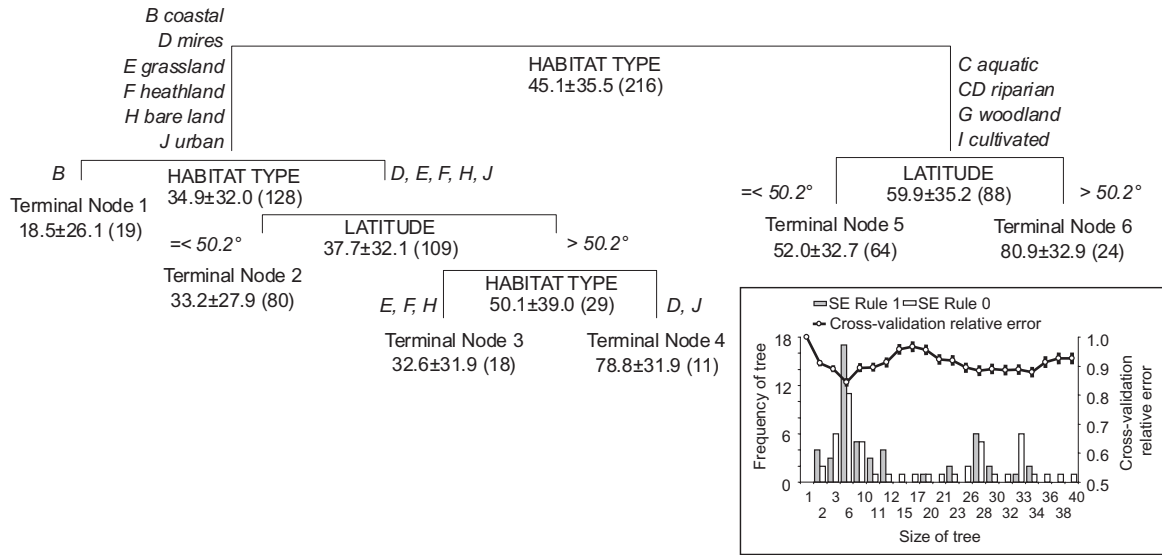 B coastal
D mires
E grassland
F heathland
H bare land
J urban
HABITAT TYPE
45.1±35.5 (216)
C aquatic
CD riparian
G woodland
I cultivated
B
HABITAT TYPE
34.9±32.0 (128)
D, E, F, H, J
Terminal Node 1
18.5±26.1 (19)
=< 50.2°
LATITUDE
37.7±32.1 (109)
> 50.2°
Terminal Node 2
33.2±27.9 (80)
E, F, H
HABITAT TYPE
50.1±39.0 (29)
D, J
Terminal Node 3
32.6±31.9 (18)
Terminal Node 4
78.8±31.9 (11)
=< 50.2°
LATITUDE
59.9±35.2 (88)
> 50.2°
Terminal Node 5
52.0±32.7 (64)
Terminal Node 6
80.9±32.9 (24)
SE Rule 1 SE Rule 0
Cross-validation relative error
Frequency of tree
18
12
6
0
1.0
0.9
0.8
0.7
0.6
0.5
Cross-validation
relative error
1 3 10 12 17 22 26 30 33 36 40
2 6 11 15 20 23 28 32 34 38
Size of tree